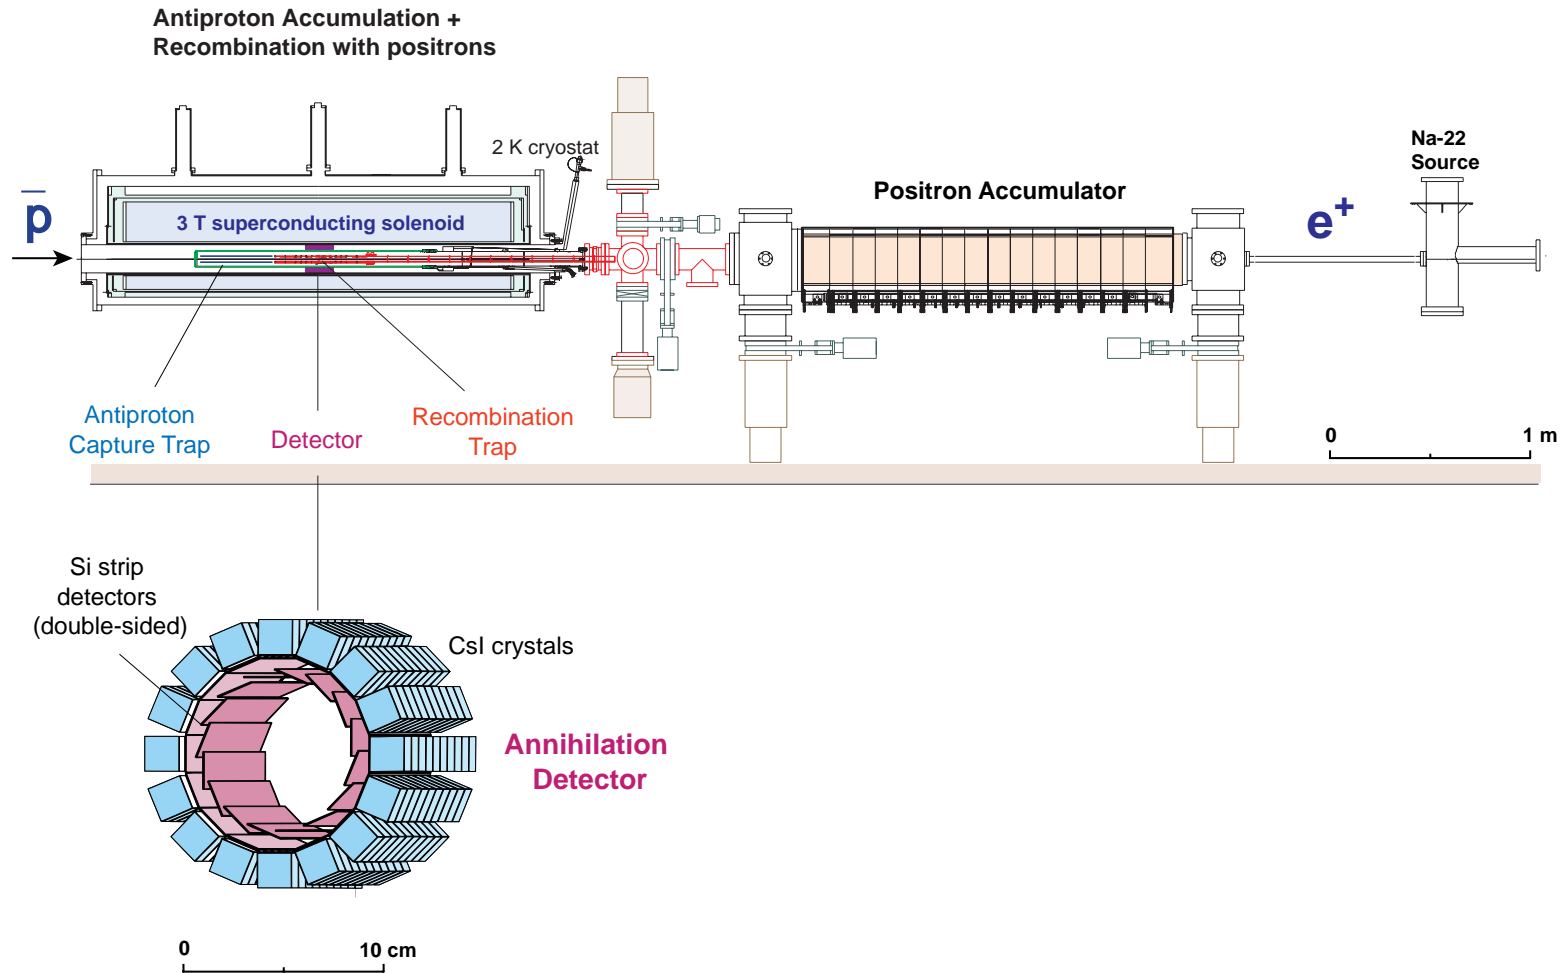 Antiproton Accumulation +
Recombination with positrons
2 K cryostat
Na-22
Source
Positron Accumulator
p̅
3 T superconducting solenoid
e⁺
Antiproton
Capture Trap
Detector
Recombination
Trap
0 1 m
Si strip
detectors
(double-sided)
CsI crystals
Annihilation
Detector
0 10 cm